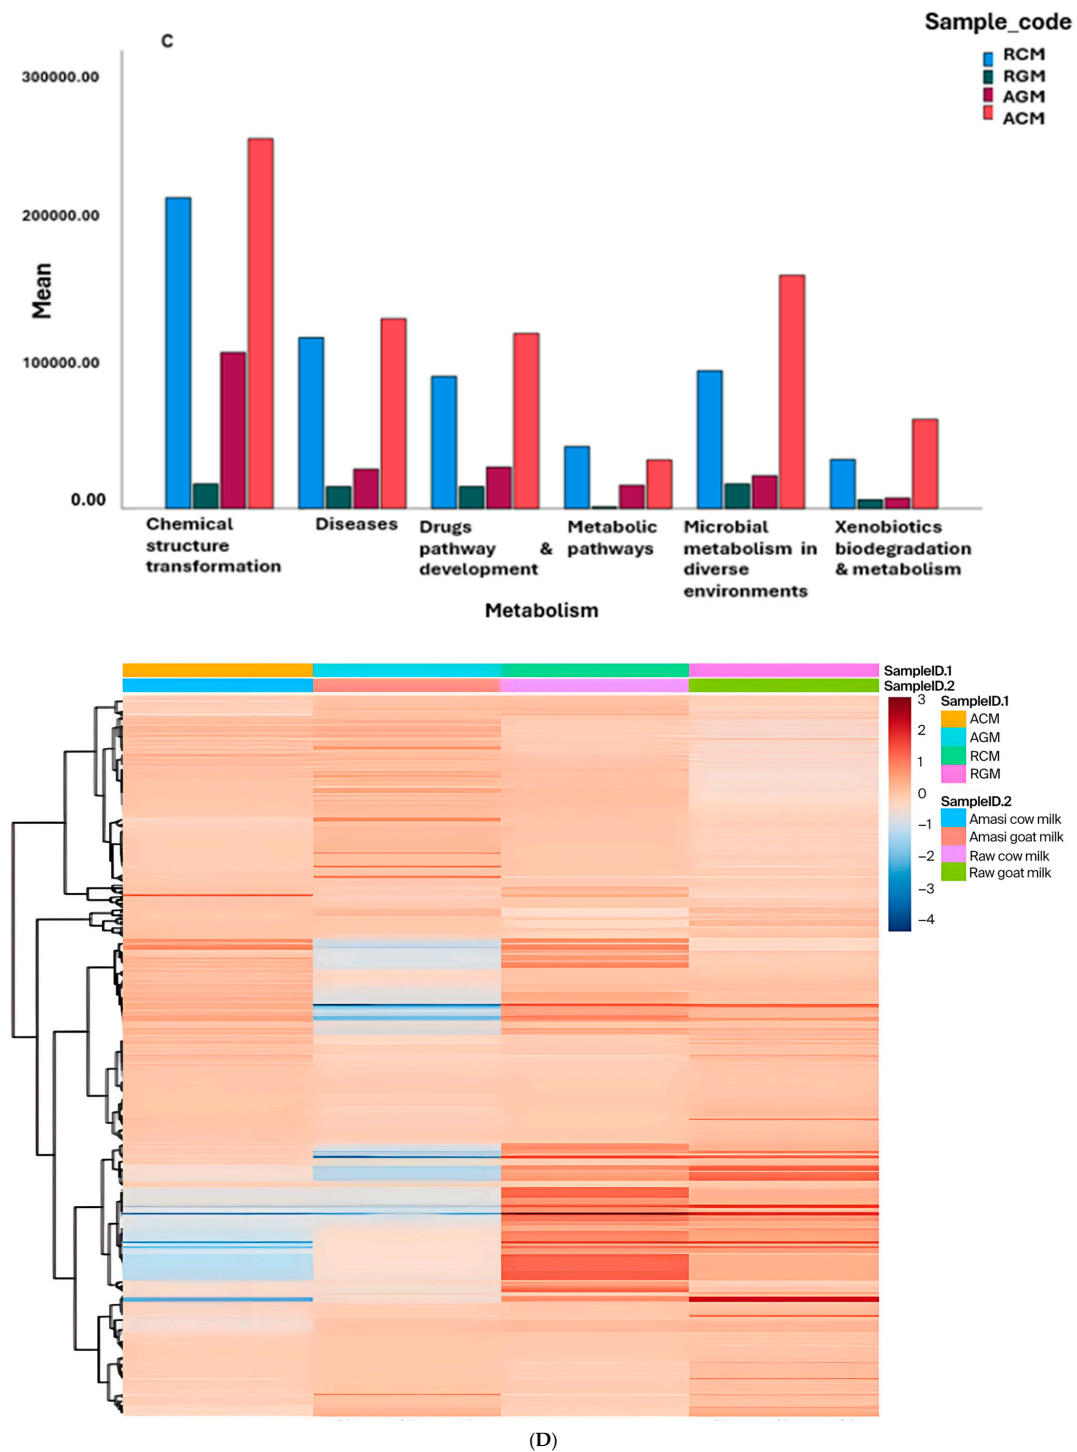 Sample_code
C
RCM
RGM
AGM
ACM
300000.00
200000.00
100000.00
0.00
Mean
Chemical
structure
transformation
Diseases
Drugs
pathway &
development
Metabolic
pathways
Microbial
metabolism in
diverse
environments
Xenobiotics
biodegradation
& metabolism
Metabolism
SampleID.1
SampleID.2
3
2
1
0
−1
−2
−3
−4
SampleID.1
ACM
AGM
RCM
RGM
SampleID.2
Amasi cow milk
Amasi goat milk
Raw cow milk
Raw goat milk
(D)